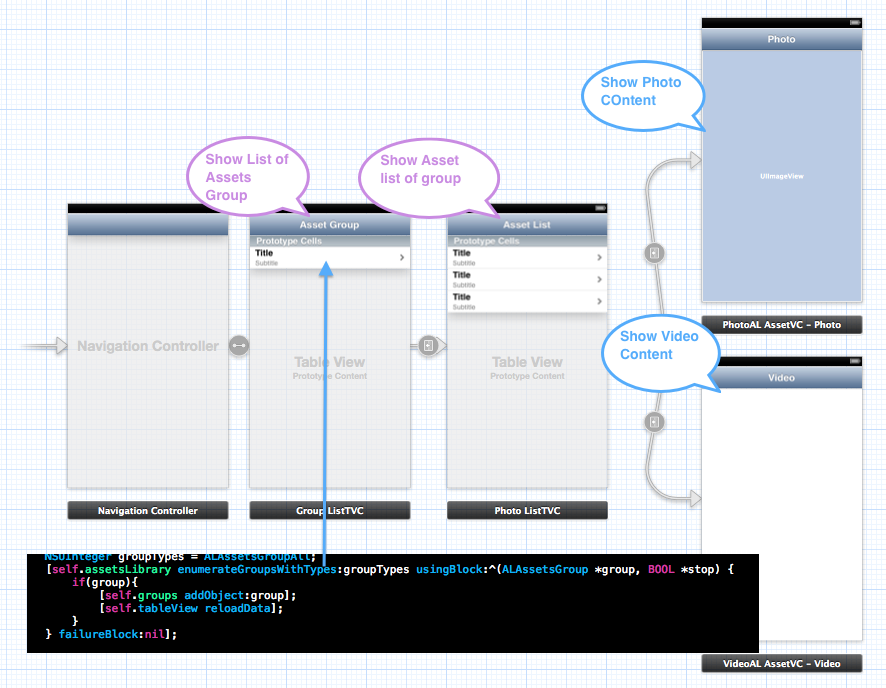 Photo
Show Photo
COntent
UIImageView
PhotoAL AssetVC - Photo
Show List of
Assets
Group
Show Asset
list of group
Asset Group
Prototype Cells
Title
Subtitle
Asset List
Prototype Cells
Title
Subtitle
Title
Subtitle
Title
Subtitle
Navigation Controller
Table View
Prototype Content
Table View
Prototype Content
Show Video
Content
Video
Navigation Controller
Group ListTVC
Photo ListTVC
NSUInteger groupTypes = ALAssetsGroupAll;
[self.assetsLibrary enumerateGroupsWithTypes:groupTypes usingBlock:^(ALAssetsGroup *group, BOOL *stop) {
if(group){
[self.groups addObject:group];
[self.tableView reloadData];
}
} failureBlock:nil];
VideoAL AssetVC - Video